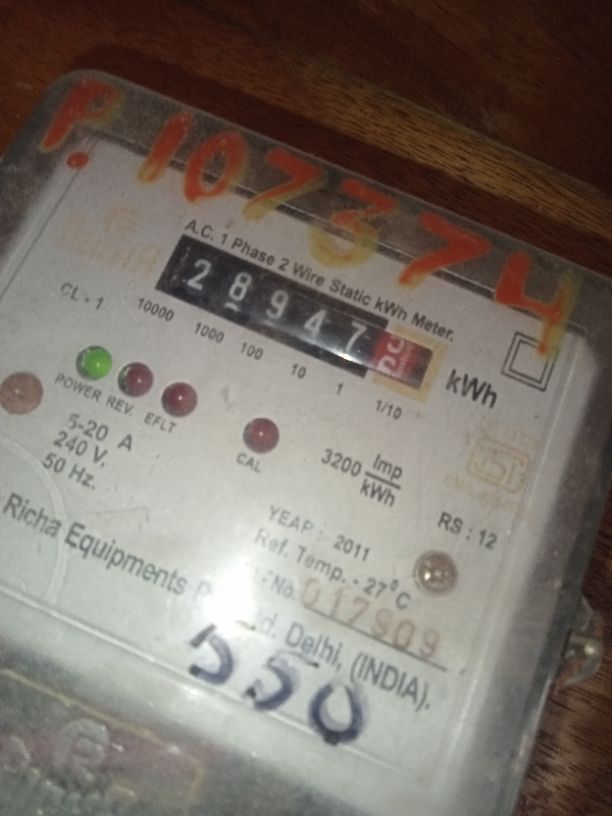 P. 107374
A.C. 1 Phase 2 Wire Static kWh Meter.
28947
kWh
CL - 1
10000 1000 100 10 1 1/10
POWER REV. EFLT
CAL
3200 Imp
kWh
5-20 A
240 V.
50 Hz.
RS : 12
YEAR : 2011
Ref. Temp. - 27°C
No. 017909
Richa Equipments Delhi, (INDIA).
550